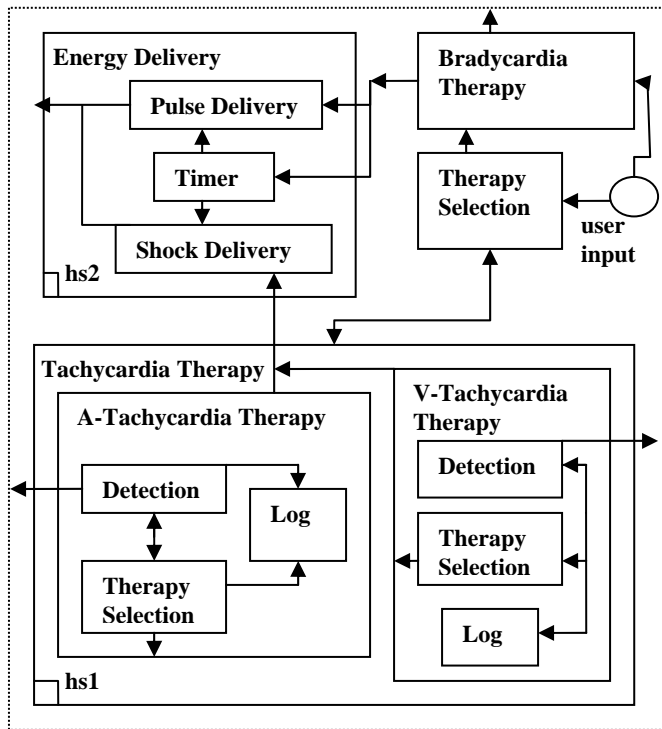 Energy Delivery
Pulse Delivery
Timer
Shock Delivery
hs2
Bradycardia
Therapy
Therapy
Selection
user
input
Tachycardia Therapy
A-Tachycardia Therapy
Detection
Log
Therapy
Selection
V-Tachycardia
Therapy
Detection
Therapy
Selection
Log
hs1